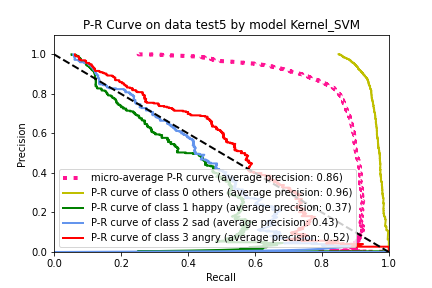 P-R Curve on data test5 by model Kernel_SVM
1.0
0.8
0.6
0.4
0.2
0.0
Precision
micro-average P-R curve (average precision: 0.86)
P-R curve of class 0 others (average precision: 0.96)
P-R curve of class 1 happy (average precision: 0.37)
P-R curve of class 2 sad (average precision: 0.43)
P-R curve of class 3 angry (average precision: 0.52)
0.0 0.2 0.4 0.6 0.8 1.0
Recall